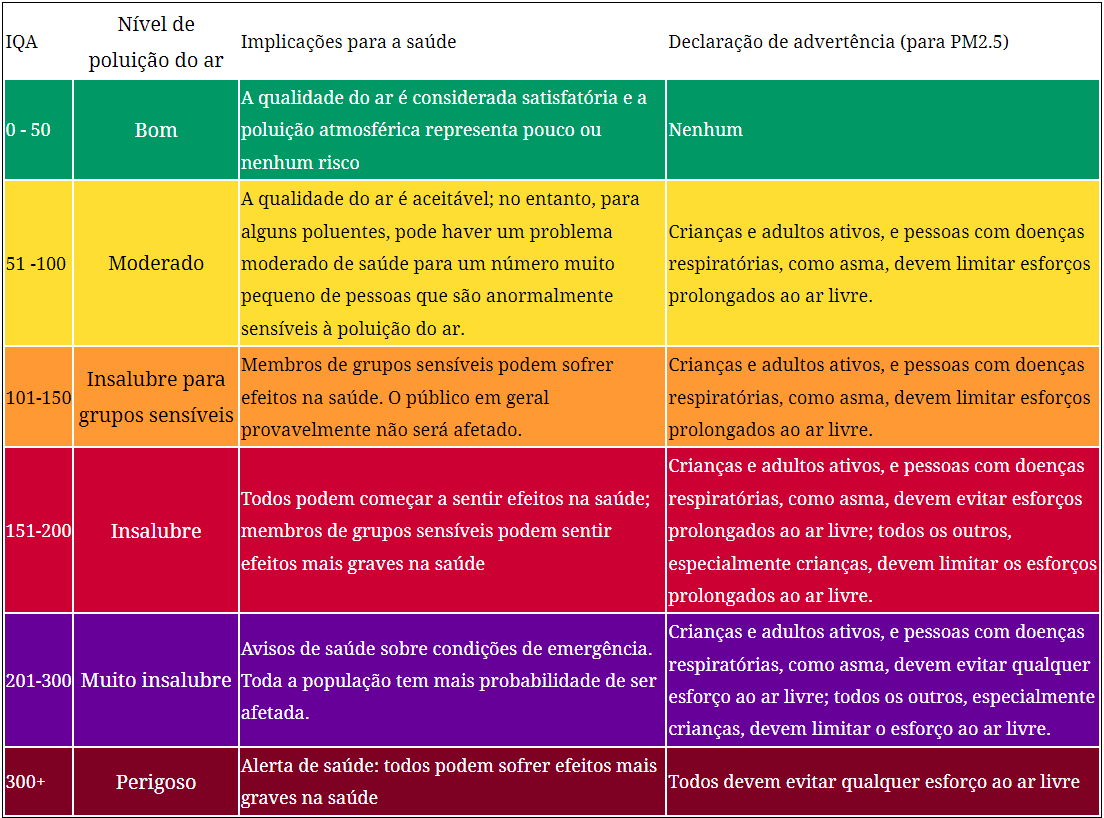 IQA
Nível de
poluição do ar
Implicações para a saúde
Declaração de advertência (para PM2.5)
0 - 50
Bom
A qualidade do ar é considerada satisfatória e a
poluição atmosférica representa pouco ou
nenhum risco
Nenhum
51 -100
Moderado
A qualidade do ar é aceitável; no entanto, para
alguns poluentes, pode haver um problema
moderado de saúde para um número muito
pequeno de pessoas que são anormalmente
sensíveis à poluição do ar.
Crianças e adultos ativos, e pessoas com doenças
respiratórias, como asma, devem limitar esforços
prolongados ao ar livre.
101-150
Insalubre para
grupos sensíveis
Membros de grupos sensíveis podem sofrer
efeitos na saúde. O público em geral
provavelmente não será afetado.
Crianças e adultos ativos, e pessoas com doenças
respiratórias, como asma, devem limitar esforços
prolongados ao ar livre.
151-200
Insalubre
Todos podem começar a sentir efeitos na saúde;
membros de grupos sensíveis podem sentir
efeitos mais graves na saúde
Crianças e adultos ativos, e pessoas com doenças
respiratórias, como asma, devem evitar esforços
prolongados ao ar livre; todos os outros,
especialmente crianças, devem limitar os esforços
prolongados ao ar livre.
201-300
Muito insalubre
Avisos de saúde sobre condições de emergência.
Toda a população tem mais probabilidade de ser
afetada.
Crianças e adultos ativos, e pessoas com doenças
respiratórias, como asma, devem evitar qualquer
esforço ao ar livre; todos os outros, especialmente
crianças, devem limitar o esforço ao ar livre.
300+
Perigoso
Alerta de saúde: todos podem sofrer efeitos mais
graves na saúde
Todos devem evitar qualquer esforço ao ar livre